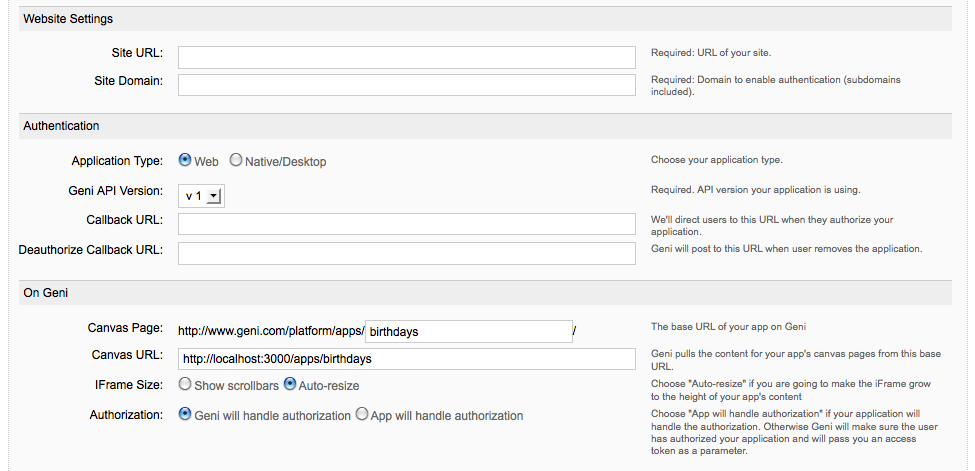 Website Settings
Site URL: Required: URL of your site.
Site Domain: Required: Domain to enable authentication (subdomains
included).
Authentication
Application Type: Web Native/Desktop Choose your application type.
Geni API Version: v 1 Required. API version your application is using.
Callback URL: We'll direct users to this URL when they authorize your
application.
Deauthorize Callback URL: Geni will post to this URL when user removes the application.
On Geni
Canvas Page: http://www.geni.com/platform/apps/ birthdays / The base URL of your app on Geni
Canvas URL: http://localhost:3000/apps/birthdays Geni pulls the content for your app's canvas pages from this base
URL.
IFrame Size: Show scrollbars Auto-resize Choose "Auto-resize" if you are going to make the iFrame grow
to the height of your app's content
Authorization: Geni will handle authorization App will handle authorization Choose "App will handle authorization" if your application will
handle the authorization. Otherwise Geni will make sure the user
has authorized your application and will pass you an access
token as a parameter.